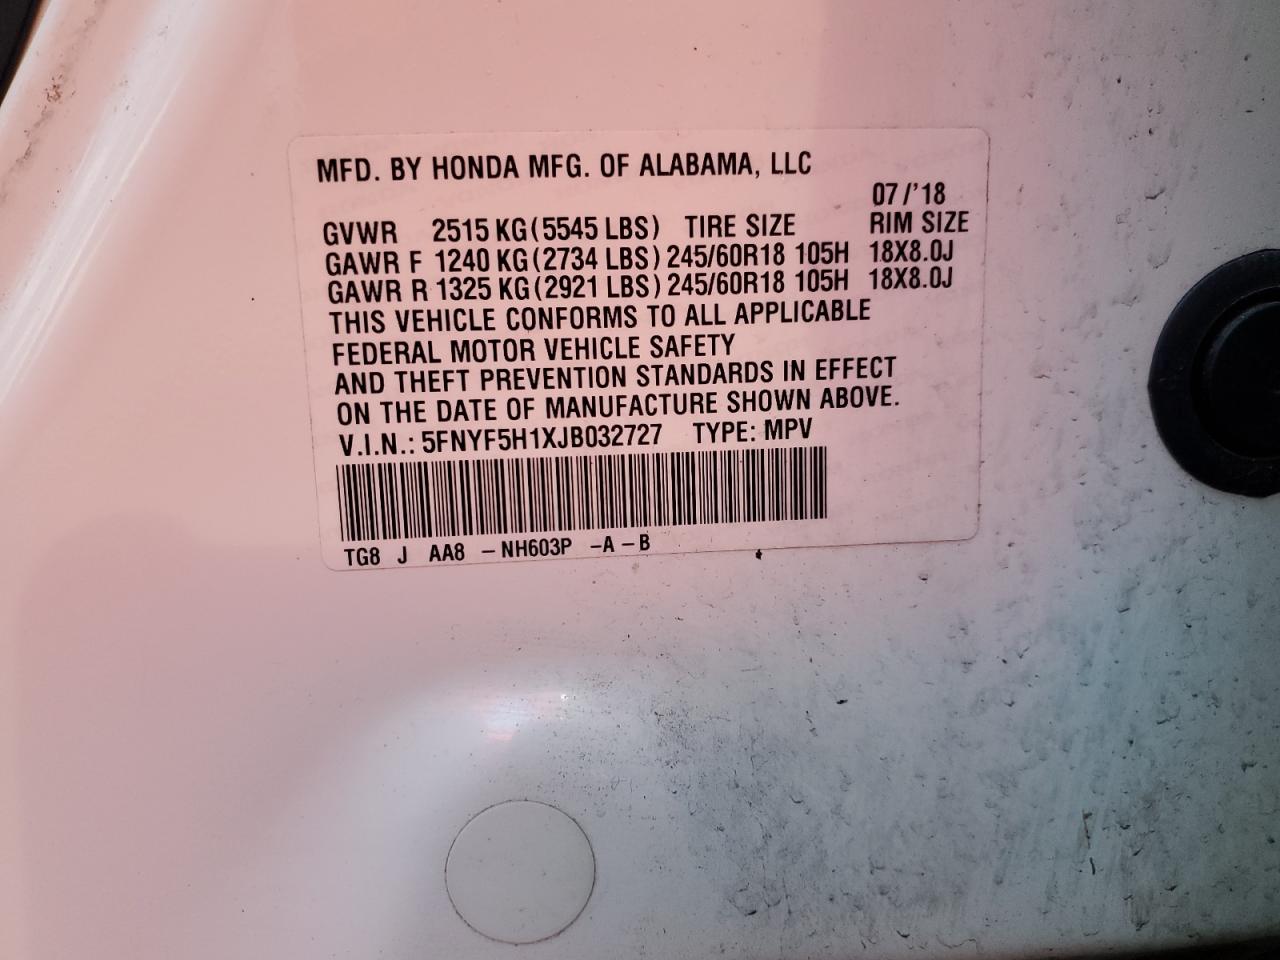 MFD. BY HONDA MFG. OF ALABAMA, LLC
07/'18
GVWR 2515 KG (5545 LBS) TIRE SIZE RIM SIZE
GAWR F 1240 KG (2734 LBS) 245/60R18 105H 18X8.0J
GAWR R 1325 KG (2921 LBS) 245/60R18 105H 18X8.0J
THIS VEHICLE CONFORMS TO ALL APPLICABLE
FEDERAL MOTOR VEHICLE SAFETY
AND THEFT PREVENTION STANDARDS IN EFFECT
ON THE DATE OF MANUFACTURE SHOWN ABOVE.
V.I.N.: 5FNYF5H1XJB032727 TYPE: MPV
TG8 J AA8 - NH603P - A - B